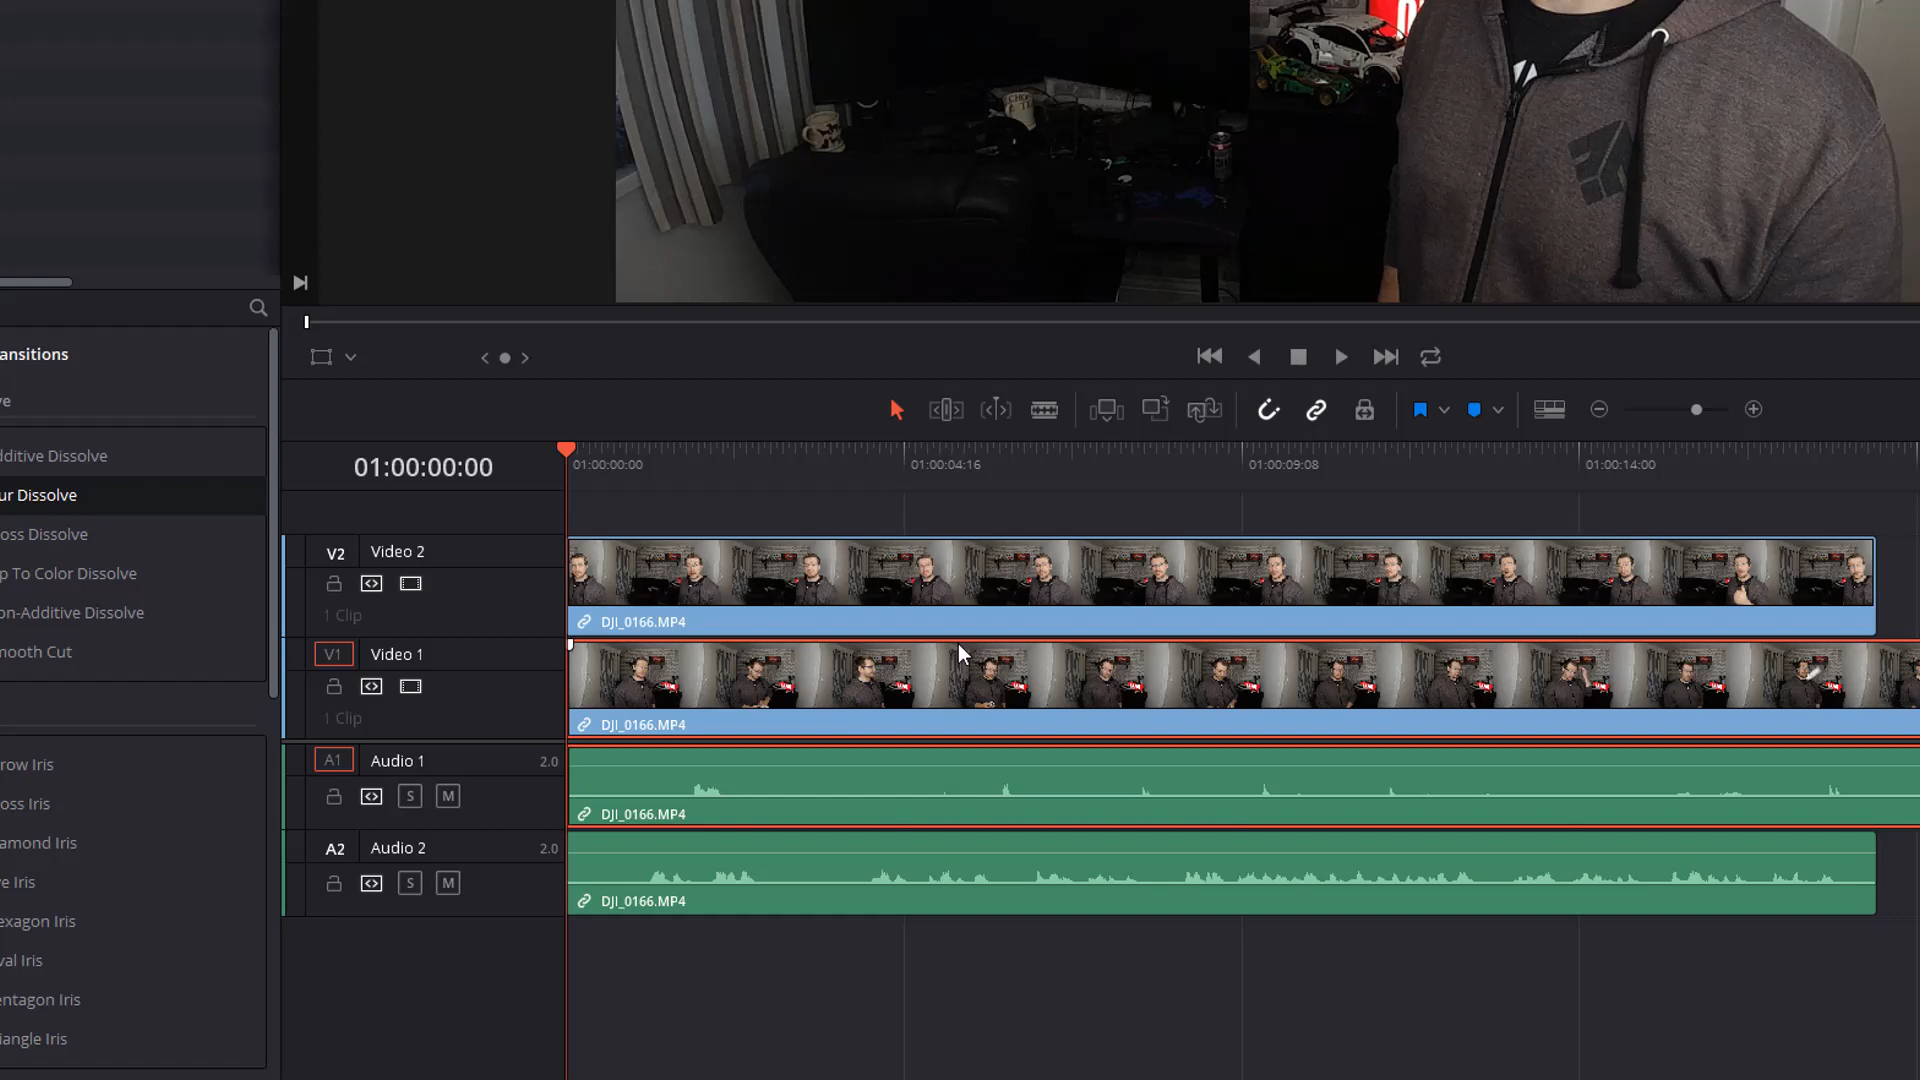 ansitions
ve
dditive Dissolve
ur Dissolve
oss Dissolve
p To Color Dissolve
on-Additive Dissolve
mooth Cut
row Iris
oss Iris
amond Iris
e Iris
exagon Iris
val Iris
entagon Iris
iangle Iris
01:00:00:00
01:00:00:00
01:00:04:16
01:00:09:08
01:00:14:00
V2
Video 2
1 Clip
DJI_0166.MP4
V1
Video 1
1 Clip
DJI_0166.MP4
A1
Audio 1
2.0
S
M
DJI_0166.MP4
A2
Audio 2
2.0
S
M
DJI_0166.MP4